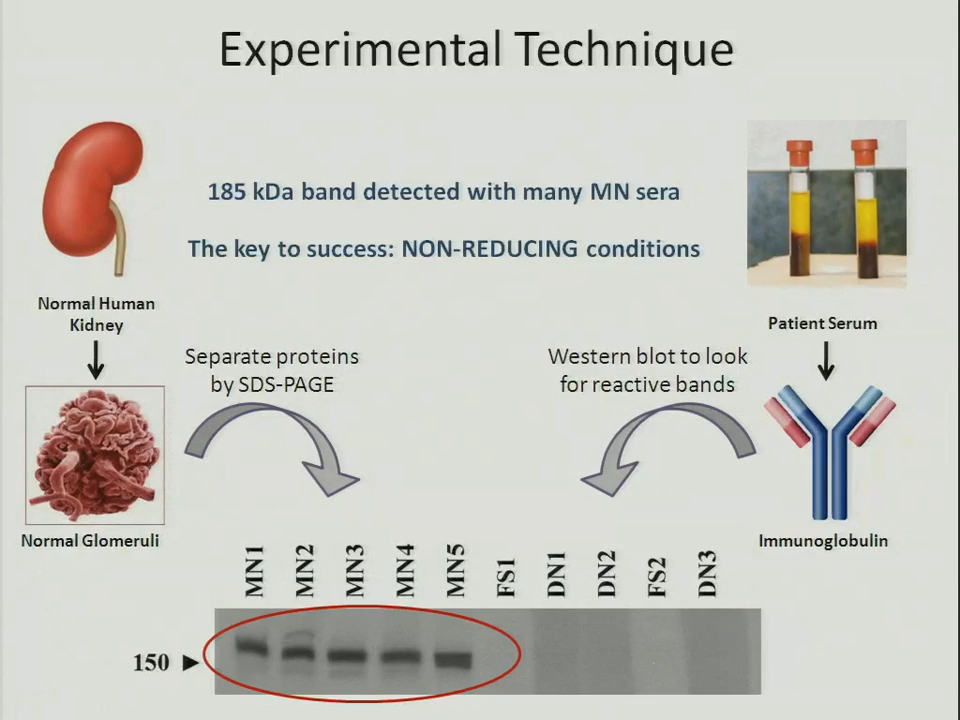 Experimental Technique
185 kDa band detected with many MN sera
The key to success: NON-REDUCING conditions
Normal Human
Kidney
Patient Serum
Separate proteins
by SDS-PAGE
Western blot to look
for reactive bands
Normal Glomeruli
Immunoglobulin
MN1 MN2 MN3 MN4 MN5 FS1 DN1 DN2 FS2 DN3
150